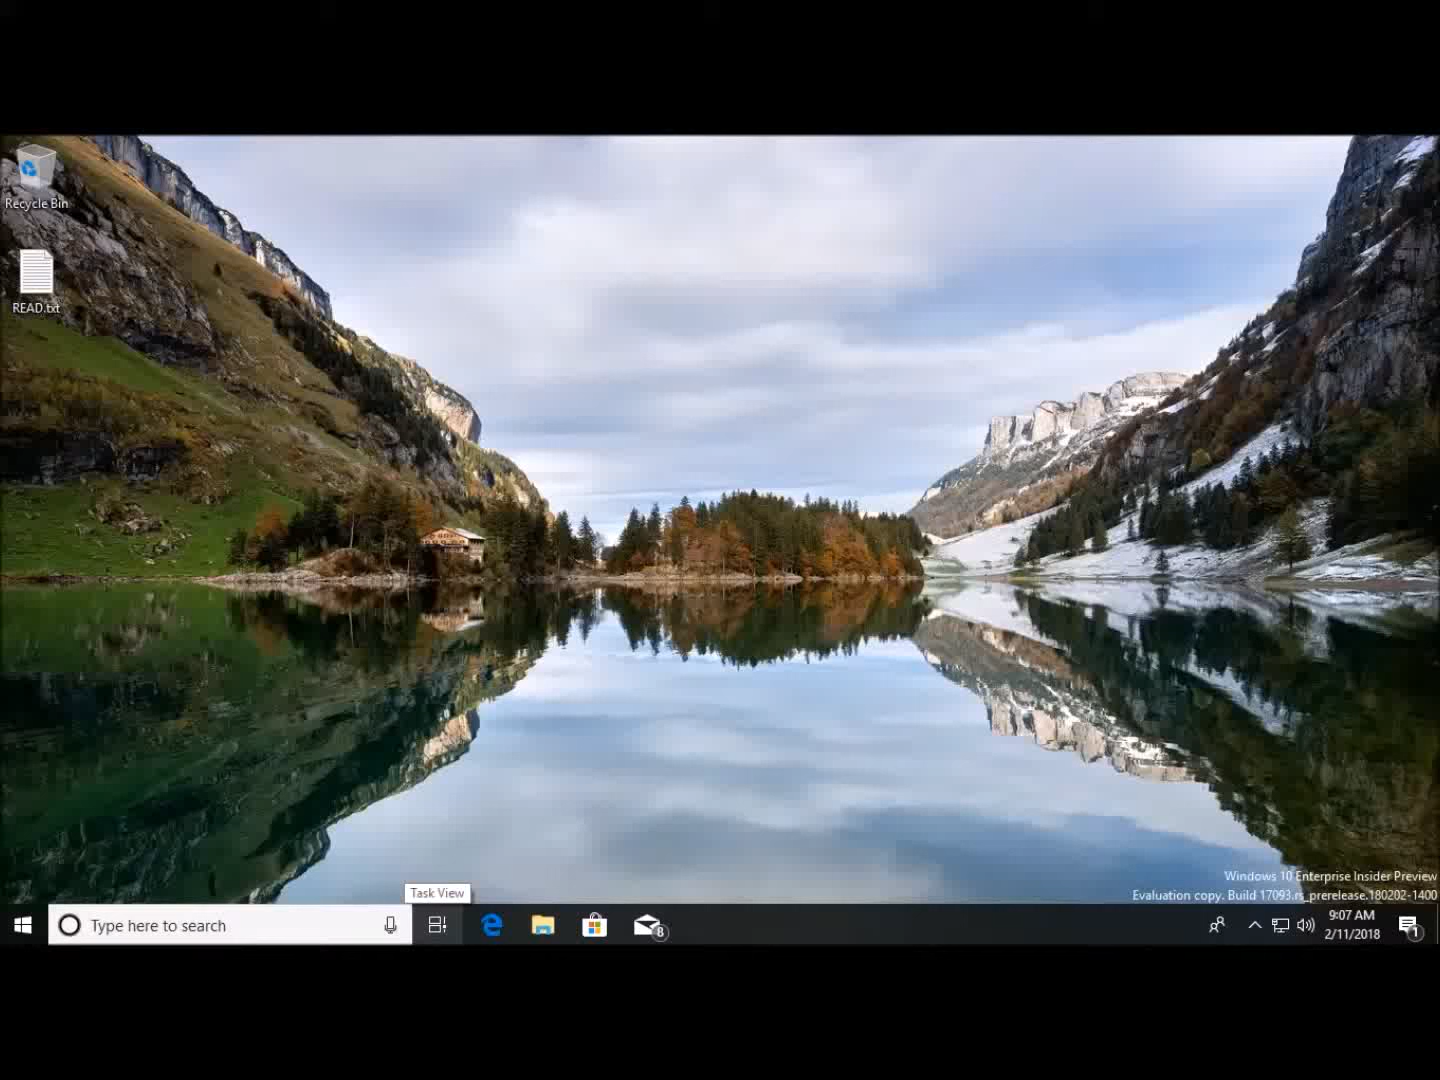 Recycle Bin
READ.txt
Windows 10 Enterprise Insider Preview
Evaluation copy. Build 17093.rs_prerelease.180202-1400
Task View
Type here to search
8
9:07 AM
2/11/2018
1